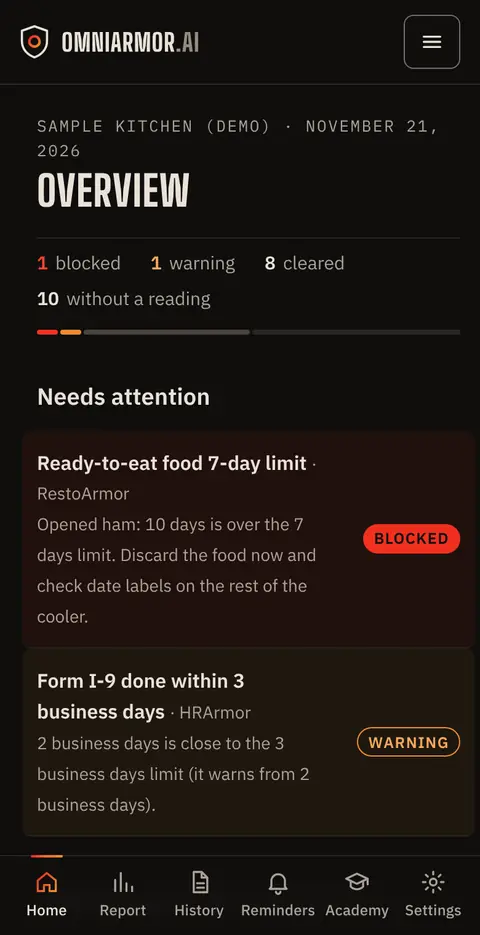 OMNIARMOR.AI
SAMPLE KITCHEN (DEMO) · NOVEMBER 21,
2026
OVERVIEW
1 blocked 1 warning 8 cleared
10 without a reading
Needs attention
Ready-to-eat food 7-day limit ·
RestoArmor
Opened ham: 10 days is over the 7
days limit. Discard the food now and
check date labels on the rest of the
cooler.
BLOCKED
Form I-9 done within 3
business days · HRArmor
2 business days is close to the 3
business days limit (it warns from 2
business days).
WARNING
Home Report History Reminders Academy Settings